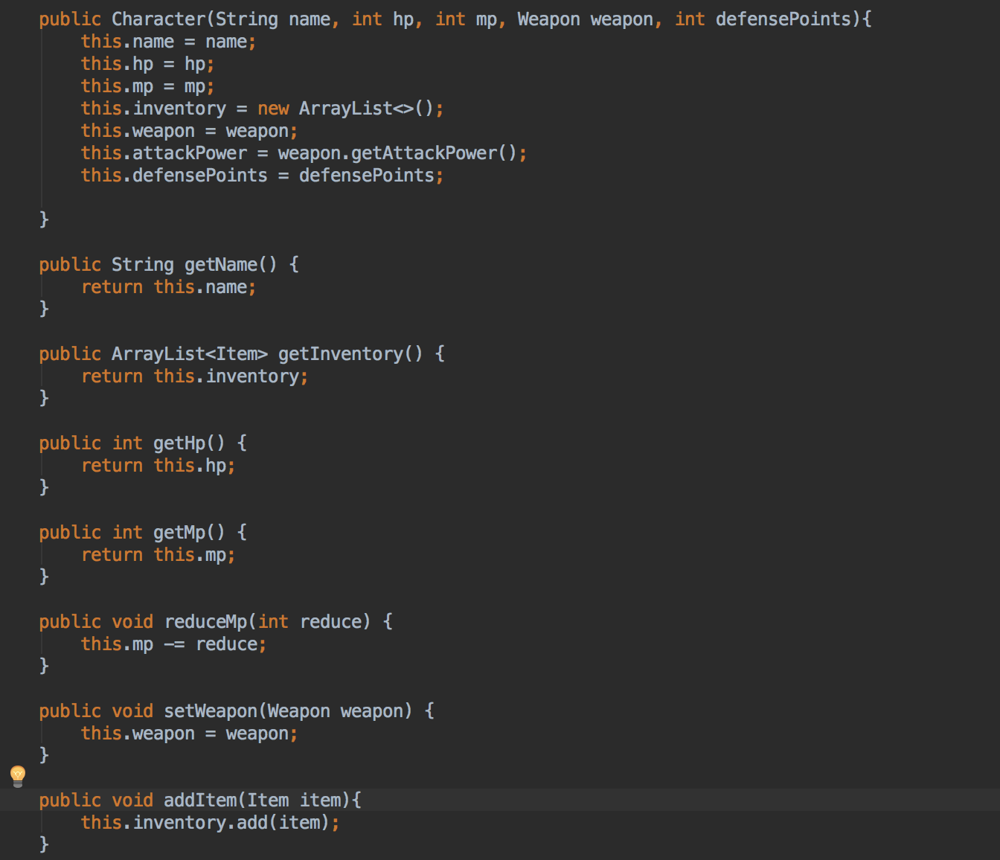 public Character(String name, int hp, int mp, Weapon weapon, int defensePoints){
    this.name = name;
    this.hp = hp;
    this.mp = mp;
    this.inventory = new ArrayList<>();
    this.weapon = weapon;
    this.attackPower = weapon.getAttackPower();
    this.defensePoints = defensePoints;

}

public String getName() {
    return this.name;
}

public ArrayList<Item> getInventory() {
    return this.inventory;
}

public int getHp() {
    return this.hp;
}

public int getMp() {
    return this.mp;
}

public void reduceMp(int reduce) {
    this.mp -= reduce;
}

public void setWeapon(Weapon weapon) {
    this.weapon = weapon;
}

public void addItem(Item item){
    this.inventory.add(item);
}